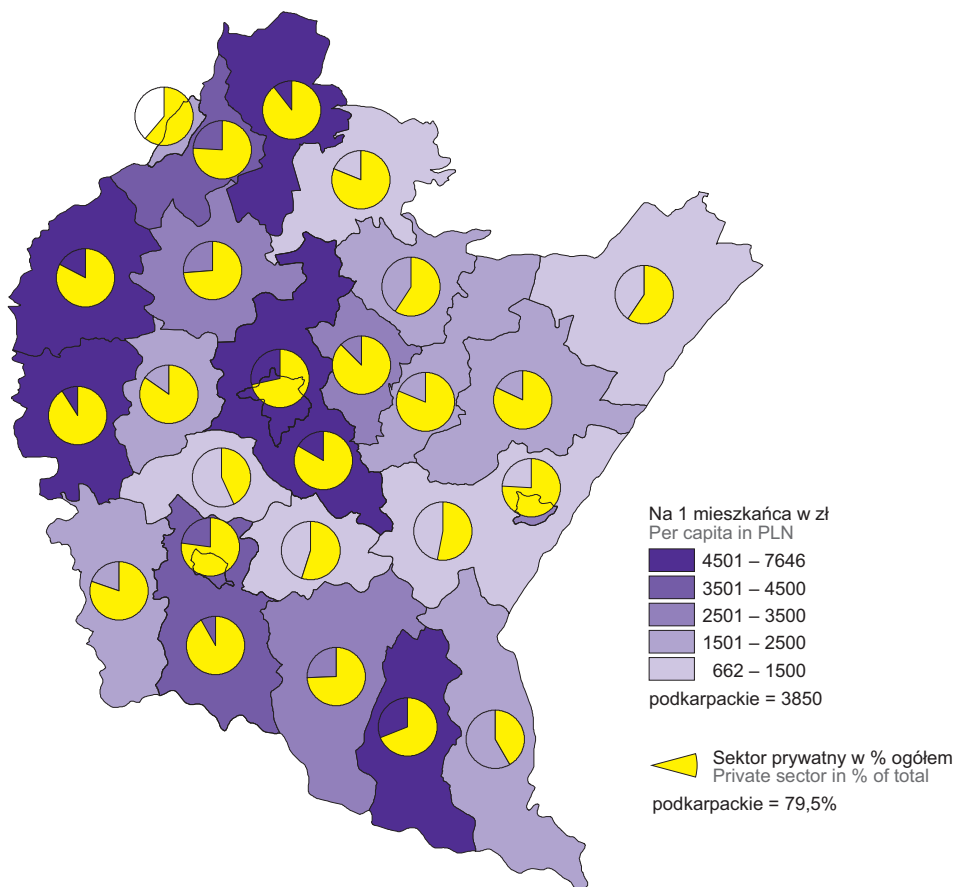 Na 1 mieszkańca w zł
Per capita in PLN
4501 – 7646
3501 – 4500
2501 – 3500
1501 – 2500
662 – 1500
podkarpackie = 3850
Sektor prywatny w % ogółem
Private sector in % of total
podkarpackie = 79,5%